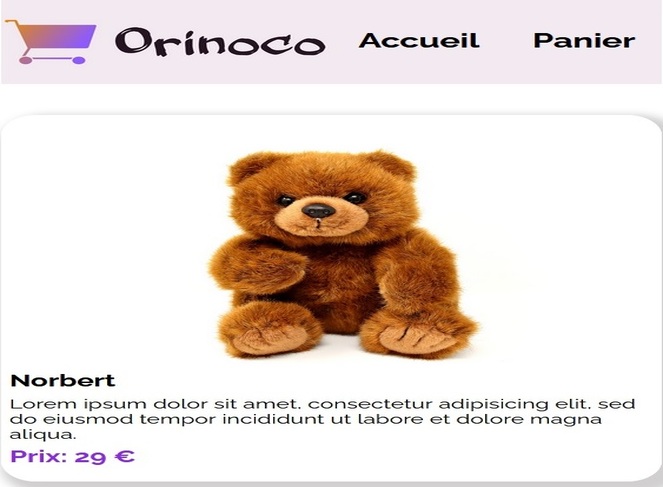 Orinoco Accueil Panier
Norbert
Lorem ipsum dolor sit amet, consectetur adipisicing elit, sed
do eiusmod tempor incididunt ut labore et dolore magna
aliqua.
Prix: 29 €